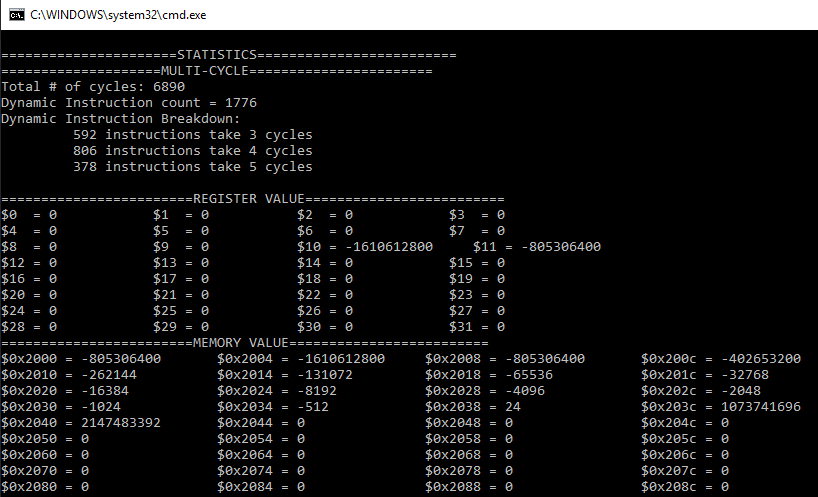 C:\WINDOWS\system32\cmd.exe
======================STATISTICS=========================
====================MULTI-CYCLE=======================
Total # of cycles: 6890
Dynamic Instruction count = 1776
Dynamic Instruction Breakdown:
         592 instructions take 3 cycles
         806 instructions take 4 cycles
         378 instructions take 5 cycles
========================REGISTER VALUE=========================
$0  = 0            $1  = 0           $2  = 0            $3  = 0
$4  = 0            $5  = 0           $6  = 0            $7  = 0
$8  = 0            $9  = 0           $10 = -1610612800     $11 = -805306400
$12 = 0            $13 = 0           $14 = 0            $15 = 0
$16 = 0            $17 = 0           $18 = 0            $19 = 0
$20 = 0            $21 = 0           $22 = 0            $23 = 0
$24 = 0            $25 = 0           $26 = 0            $27 = 0
$28 = 0            $29 = 0           $30 = 0            $31 = 0
========================MEMORY VALUE=========================
$0x2000 = -805306400       $0x2004 = -1610612800     $0x2008 = -805306400       $0x200c = -402653200
$0x2010 = -262144          $0x2014 = -131072         $0x2018 = -65536           $0x201c = -32768
$0x2020 = -16384           $0x2024 = -8192           $0x2028 = -4096            $0x202c = -2048
$0x2030 = -1024            $0x2034 = -512            $0x2038 = 24               $0x203c = 1073741696
$0x2040 = 2147483392       $0x2044 = 0               $0x2048 = 0                $0x204c = 0
$0x2050 = 0                $0x2054 = 0               $0x2058 = 0                $0x205c = 0
$0x2060 = 0                $0x2064 = 0               $0x2068 = 0                $0x206c = 0
$0x2070 = 0                $0x2074 = 0               $0x2078 = 0                $0x207c = 0
$0x2080 = 0                $0x2084 = 0               $0x2088 = 0                $0x208c = 0